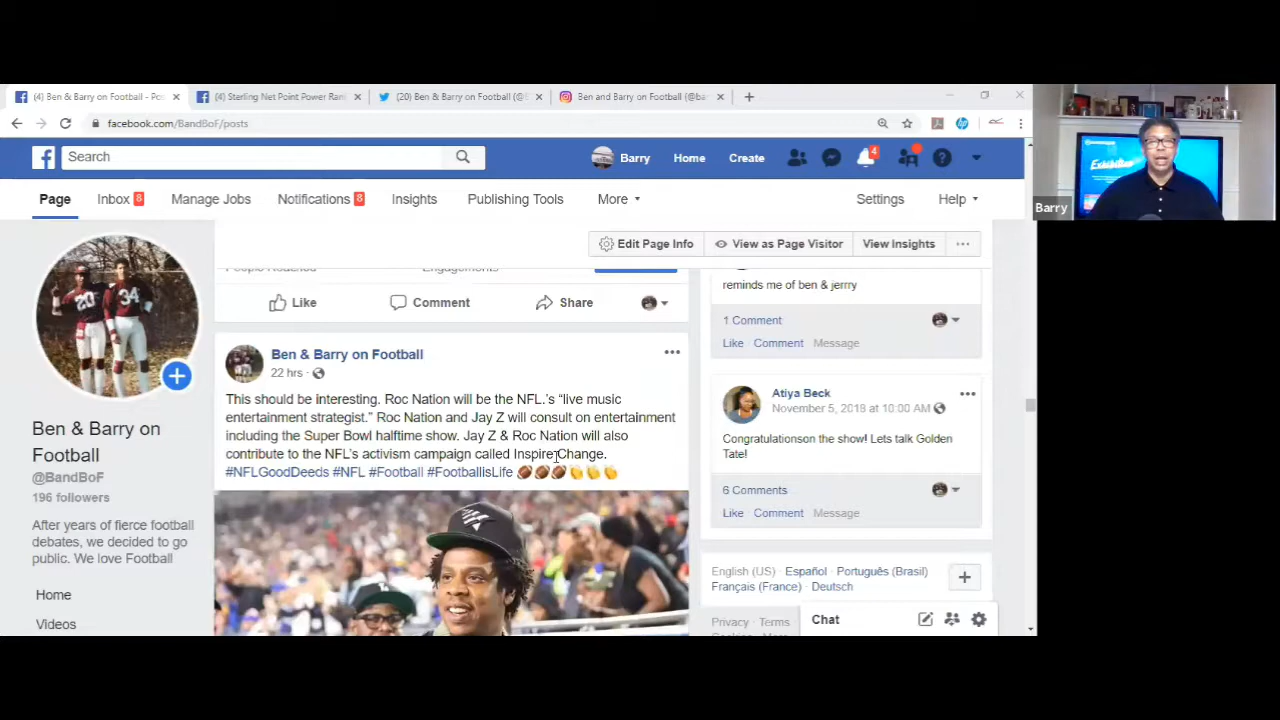 (4) Ben & Barry on Football - Po
(4) Sterling Net Point Power Ran
(20) Ben & Barry on Football (@
Ben and Barry on Football (@ba
facebook.com/BandBoF/posts
Search
Barry
Home
Create
4
Exhibition
Barry
Page
Inbox 8
Manage Jobs
Notifications 8
Insights
Publishing Tools
More
Settings
Help
Edit Page Info
View as Page Visitor
View Insights
20
34
Ben & Barry on
Football
@BandBoF
196 followers
After years of fierce football
debates, we decided to go
public. We love Football
Home
Videos
Like
Comment
Share
Ben & Barry on Football
22 hrs
This should be interesting. Roc Nation will be the NFL.'s “live music
entertainment strategist.” Roc Nation and Jay Z will consult on entertainment
including the Super Bowl halftime show. Jay Z & Roc Nation will also
contribute to the NFL's activism campaign called Inspire Change.
#NFLGoodDeeds #NFL #Football #FootballisLife
reminds me of ben & jerrry
1 Comment
Like Comment Message
Atiya Beck
November 5, 2018 at 10:00 AM
Congratulationson the show! Lets talk Golden
Tate!
6 Comments
Like Comment Message
English (US) · Español · Português (Brasil)
Français (France) · Deutsch
Privacy · Terms
Chat